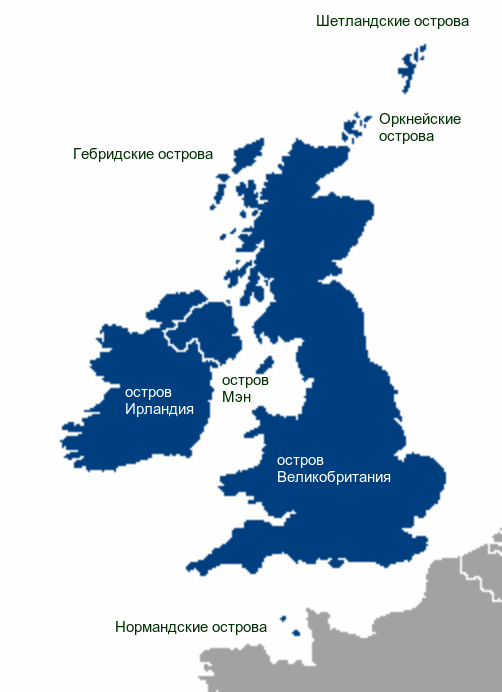 Шетландские острова
Оркнейские
острова
Гебридские острова
остров
Мэн
остров
Ирландия
остров
Великобритания
Нормандские острова